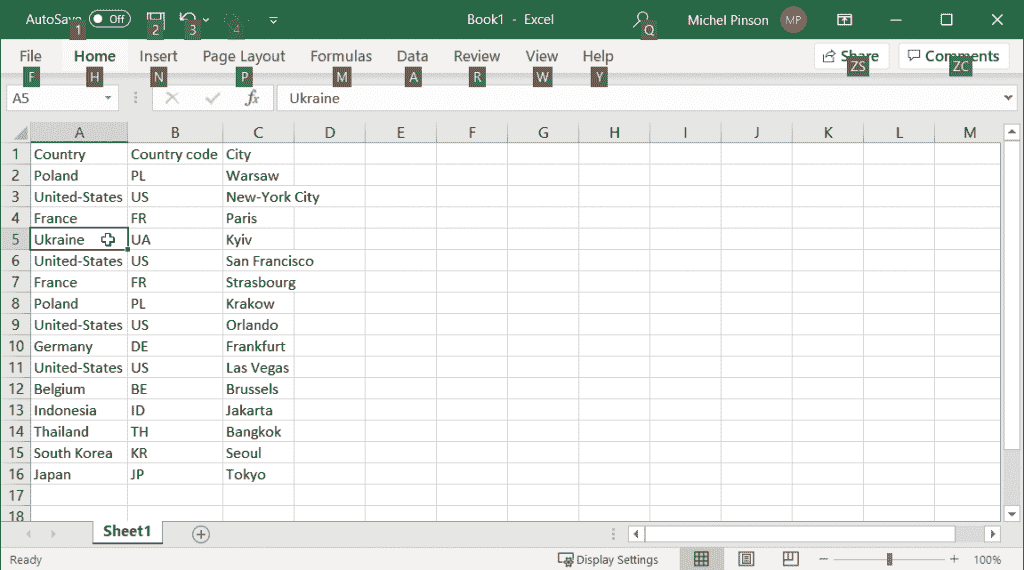 AutoSave Off Book1 - Excel Michel Pinson MP
1 2 3 4 Q
File Home Insert Page Layout Formulas Data Review View Help Share Comments
F H N P M A R W Y ZS ZC
A5 fx Ukraine
A B C D E F G H I J K L M
1 Country Country code City
2 Poland PL Warsaw
3 United-States US New-York City
4 France FR Paris
5 Ukraine UA Kyiv
6 United-States US San Francisco
7 France FR Strasbourg
8 Poland PL Krakow
9 United-States US Orlando
10 Germany DE Frankfurt
11 United-States US Las Vegas
12 Belgium BE Brussels
13 Indonesia ID Jakarta
14 Thailand TH Bangkok
15 South Korea KR Seoul
16 Japan JP Tokyo
17
18
Sheet1
Ready Display Settings 100%